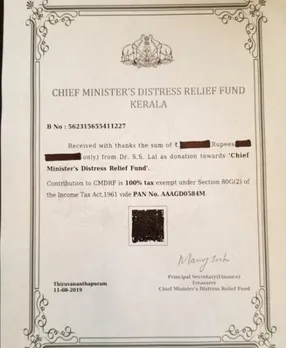 CHIEF MINISTER'S DISTRESS RELIEF FUND
KERALA
B No : 562315655411227
Received with thanks the sum of ₹ Rupees
only) from Dr. S.S. Lal as donation towards 'Chief
Minister's Distress Relief Fund'.
Contribution to CMDRF is 100% tax exempt under Section 80G(2) of
the Income Tax Act,1961 vide PAN No. AAAGD0584M.
Principal Secretary(Finance)
Treasurer
Thiruvananthapuram
11-08-2019
Chief Minister's Distress Relief Fund